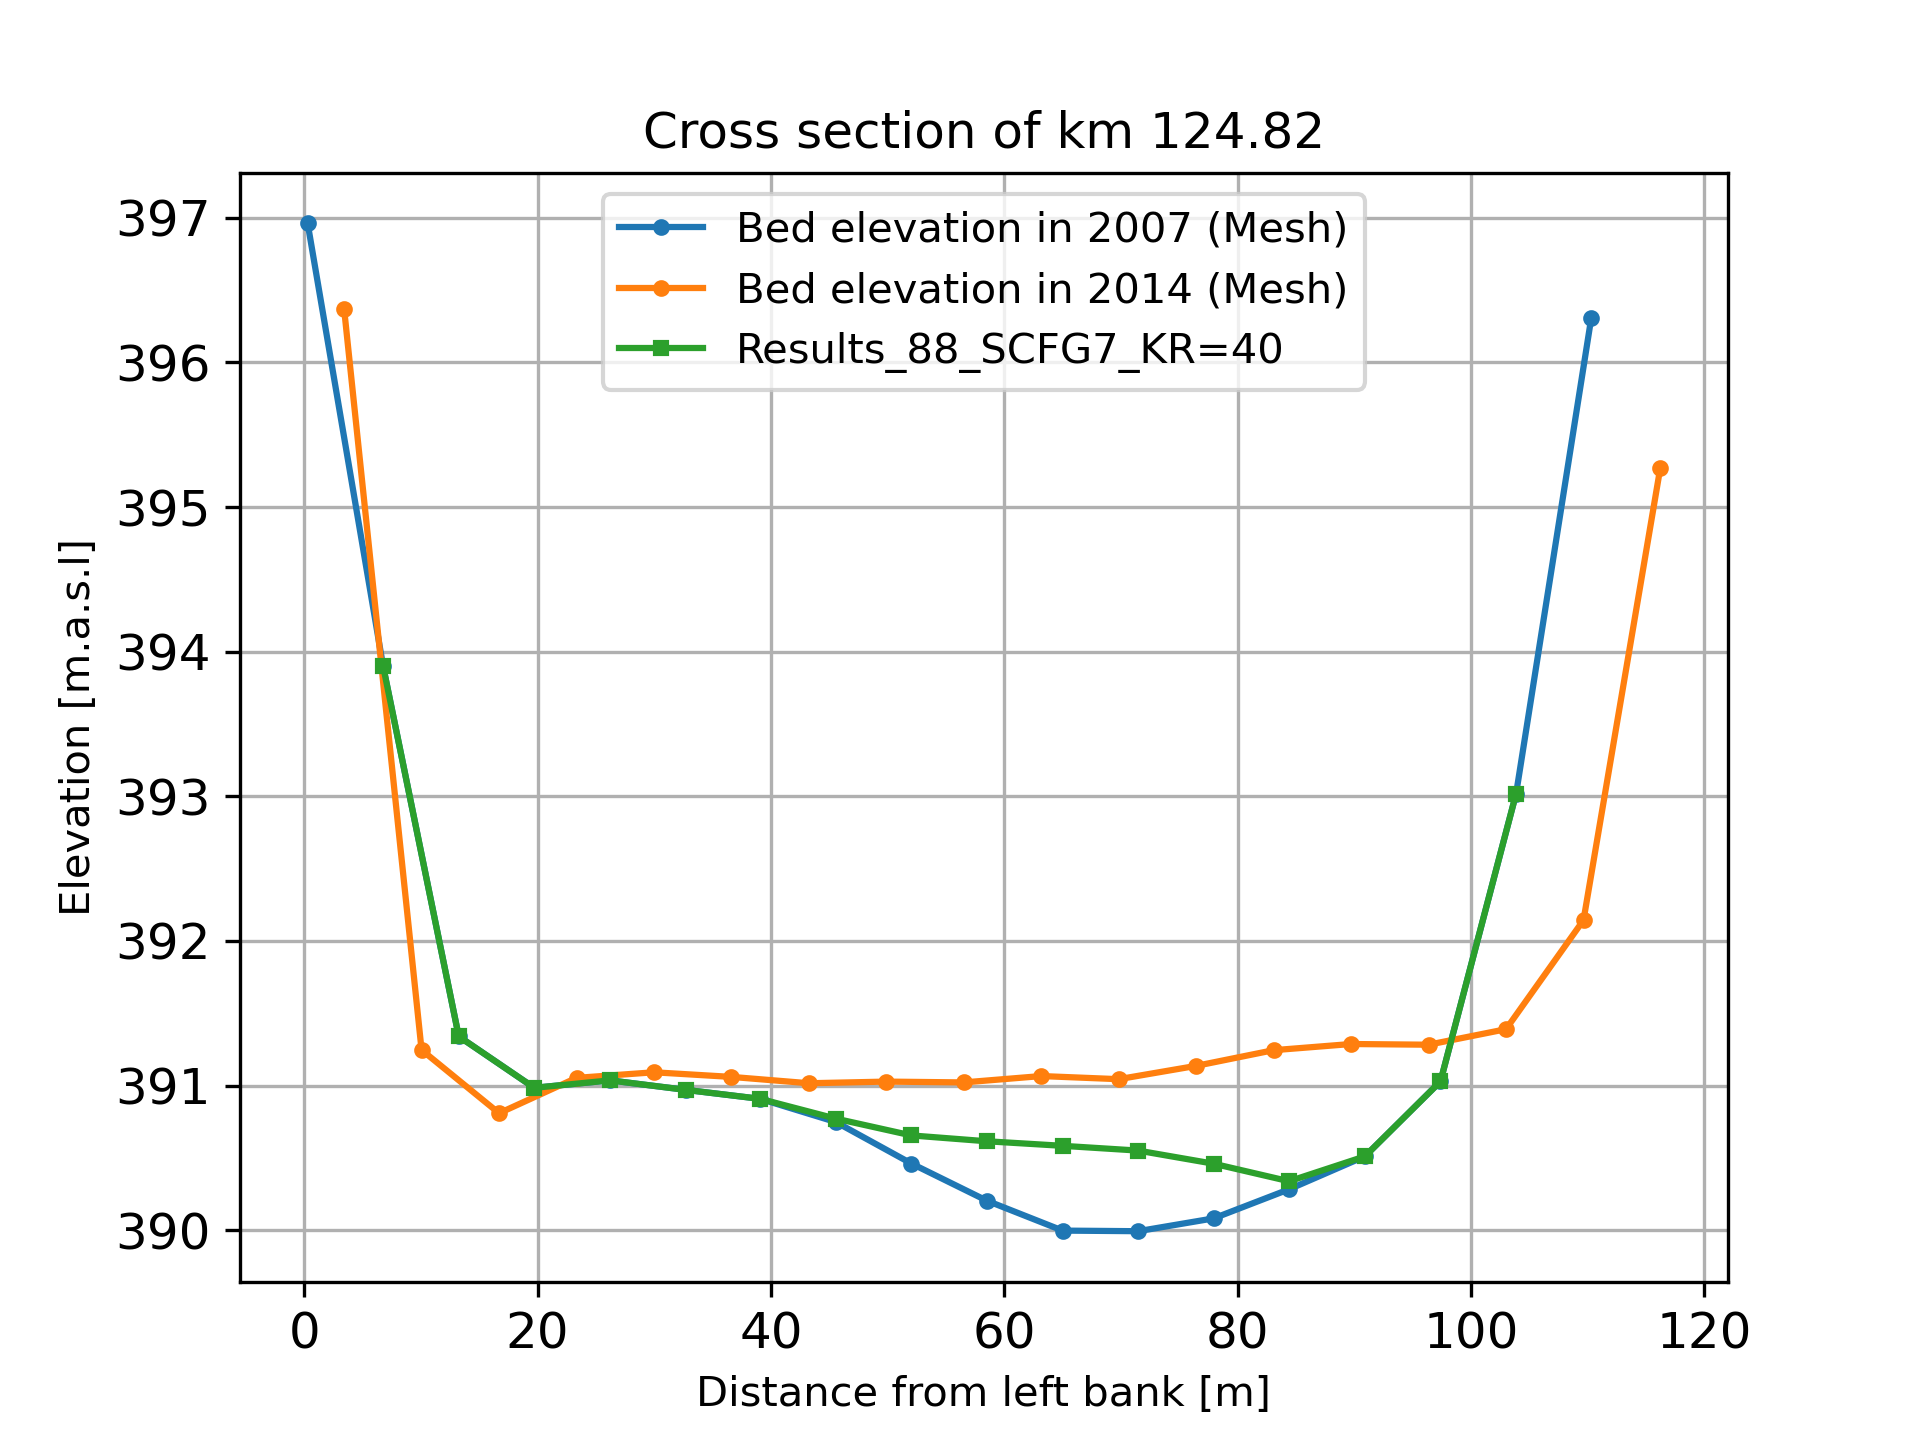 Cross section of km 124.82
Bed elevation in 2007 (Mesh)
Bed elevation in 2014 (Mesh)
Results_88_SCFG7_KR=40
397
396
395
394
393
392
391
390
Elevation [m.a.s.l]
0 20 40 60 80 100 120
Distance from left bank [m]